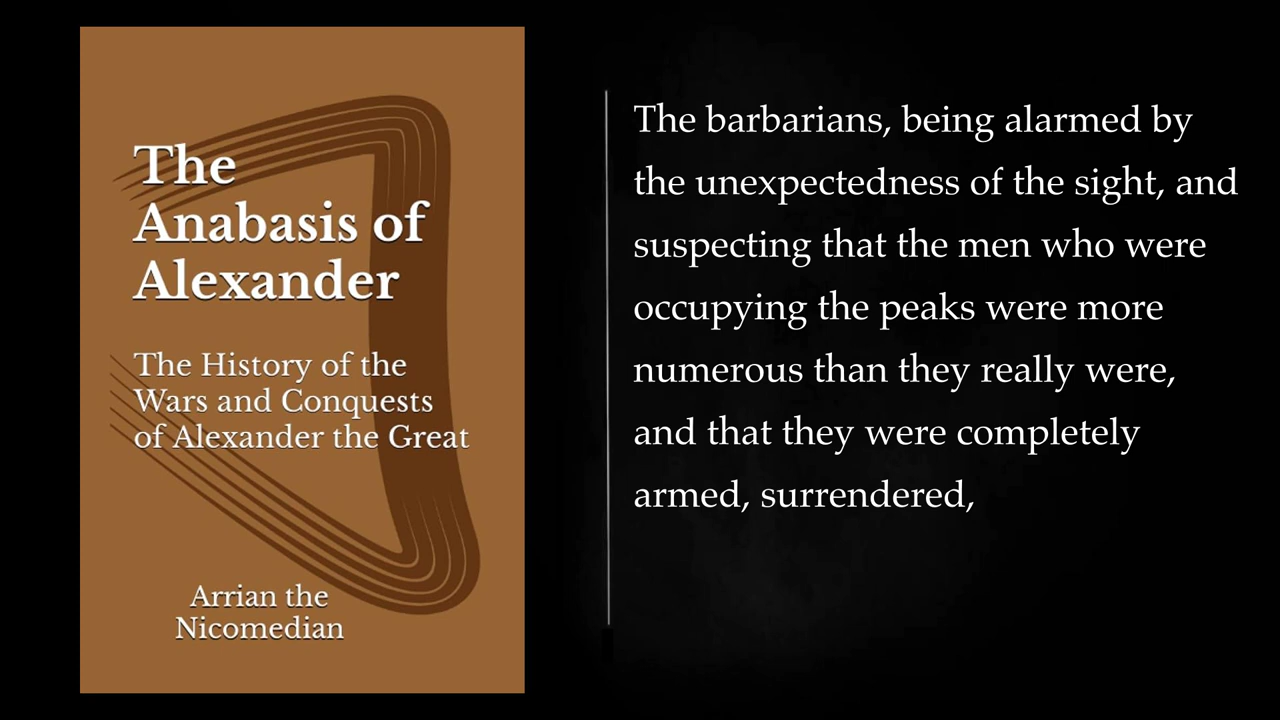 The
Anabasis of
Alexander
The History of the
Wars and Conquests
of Alexander the Great
Arrian the
Nicomedian
The barbarians, being alarmed by
the unexpectedness of the sight, and
suspecting that the men who were
occupying the peaks were more
numerous than they really were,
and that they were completely
armed, surrendered,